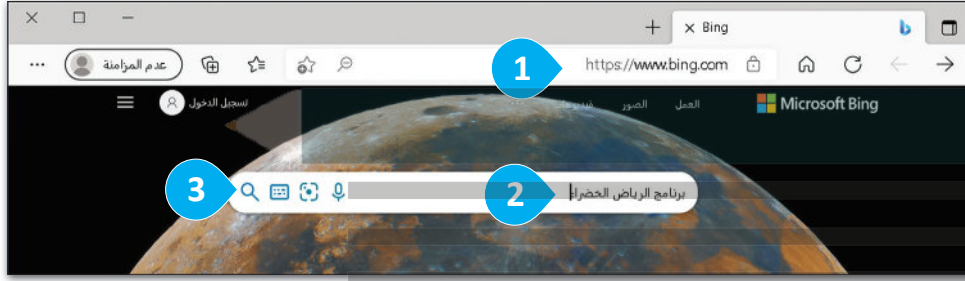 Bing
https://www.bing.com
عدم المزامنة
1
Microsoft Bing
العمل
الصور
فيديوهات
تسجيل الدخول
برنامج الرياض الخضراء
2
3